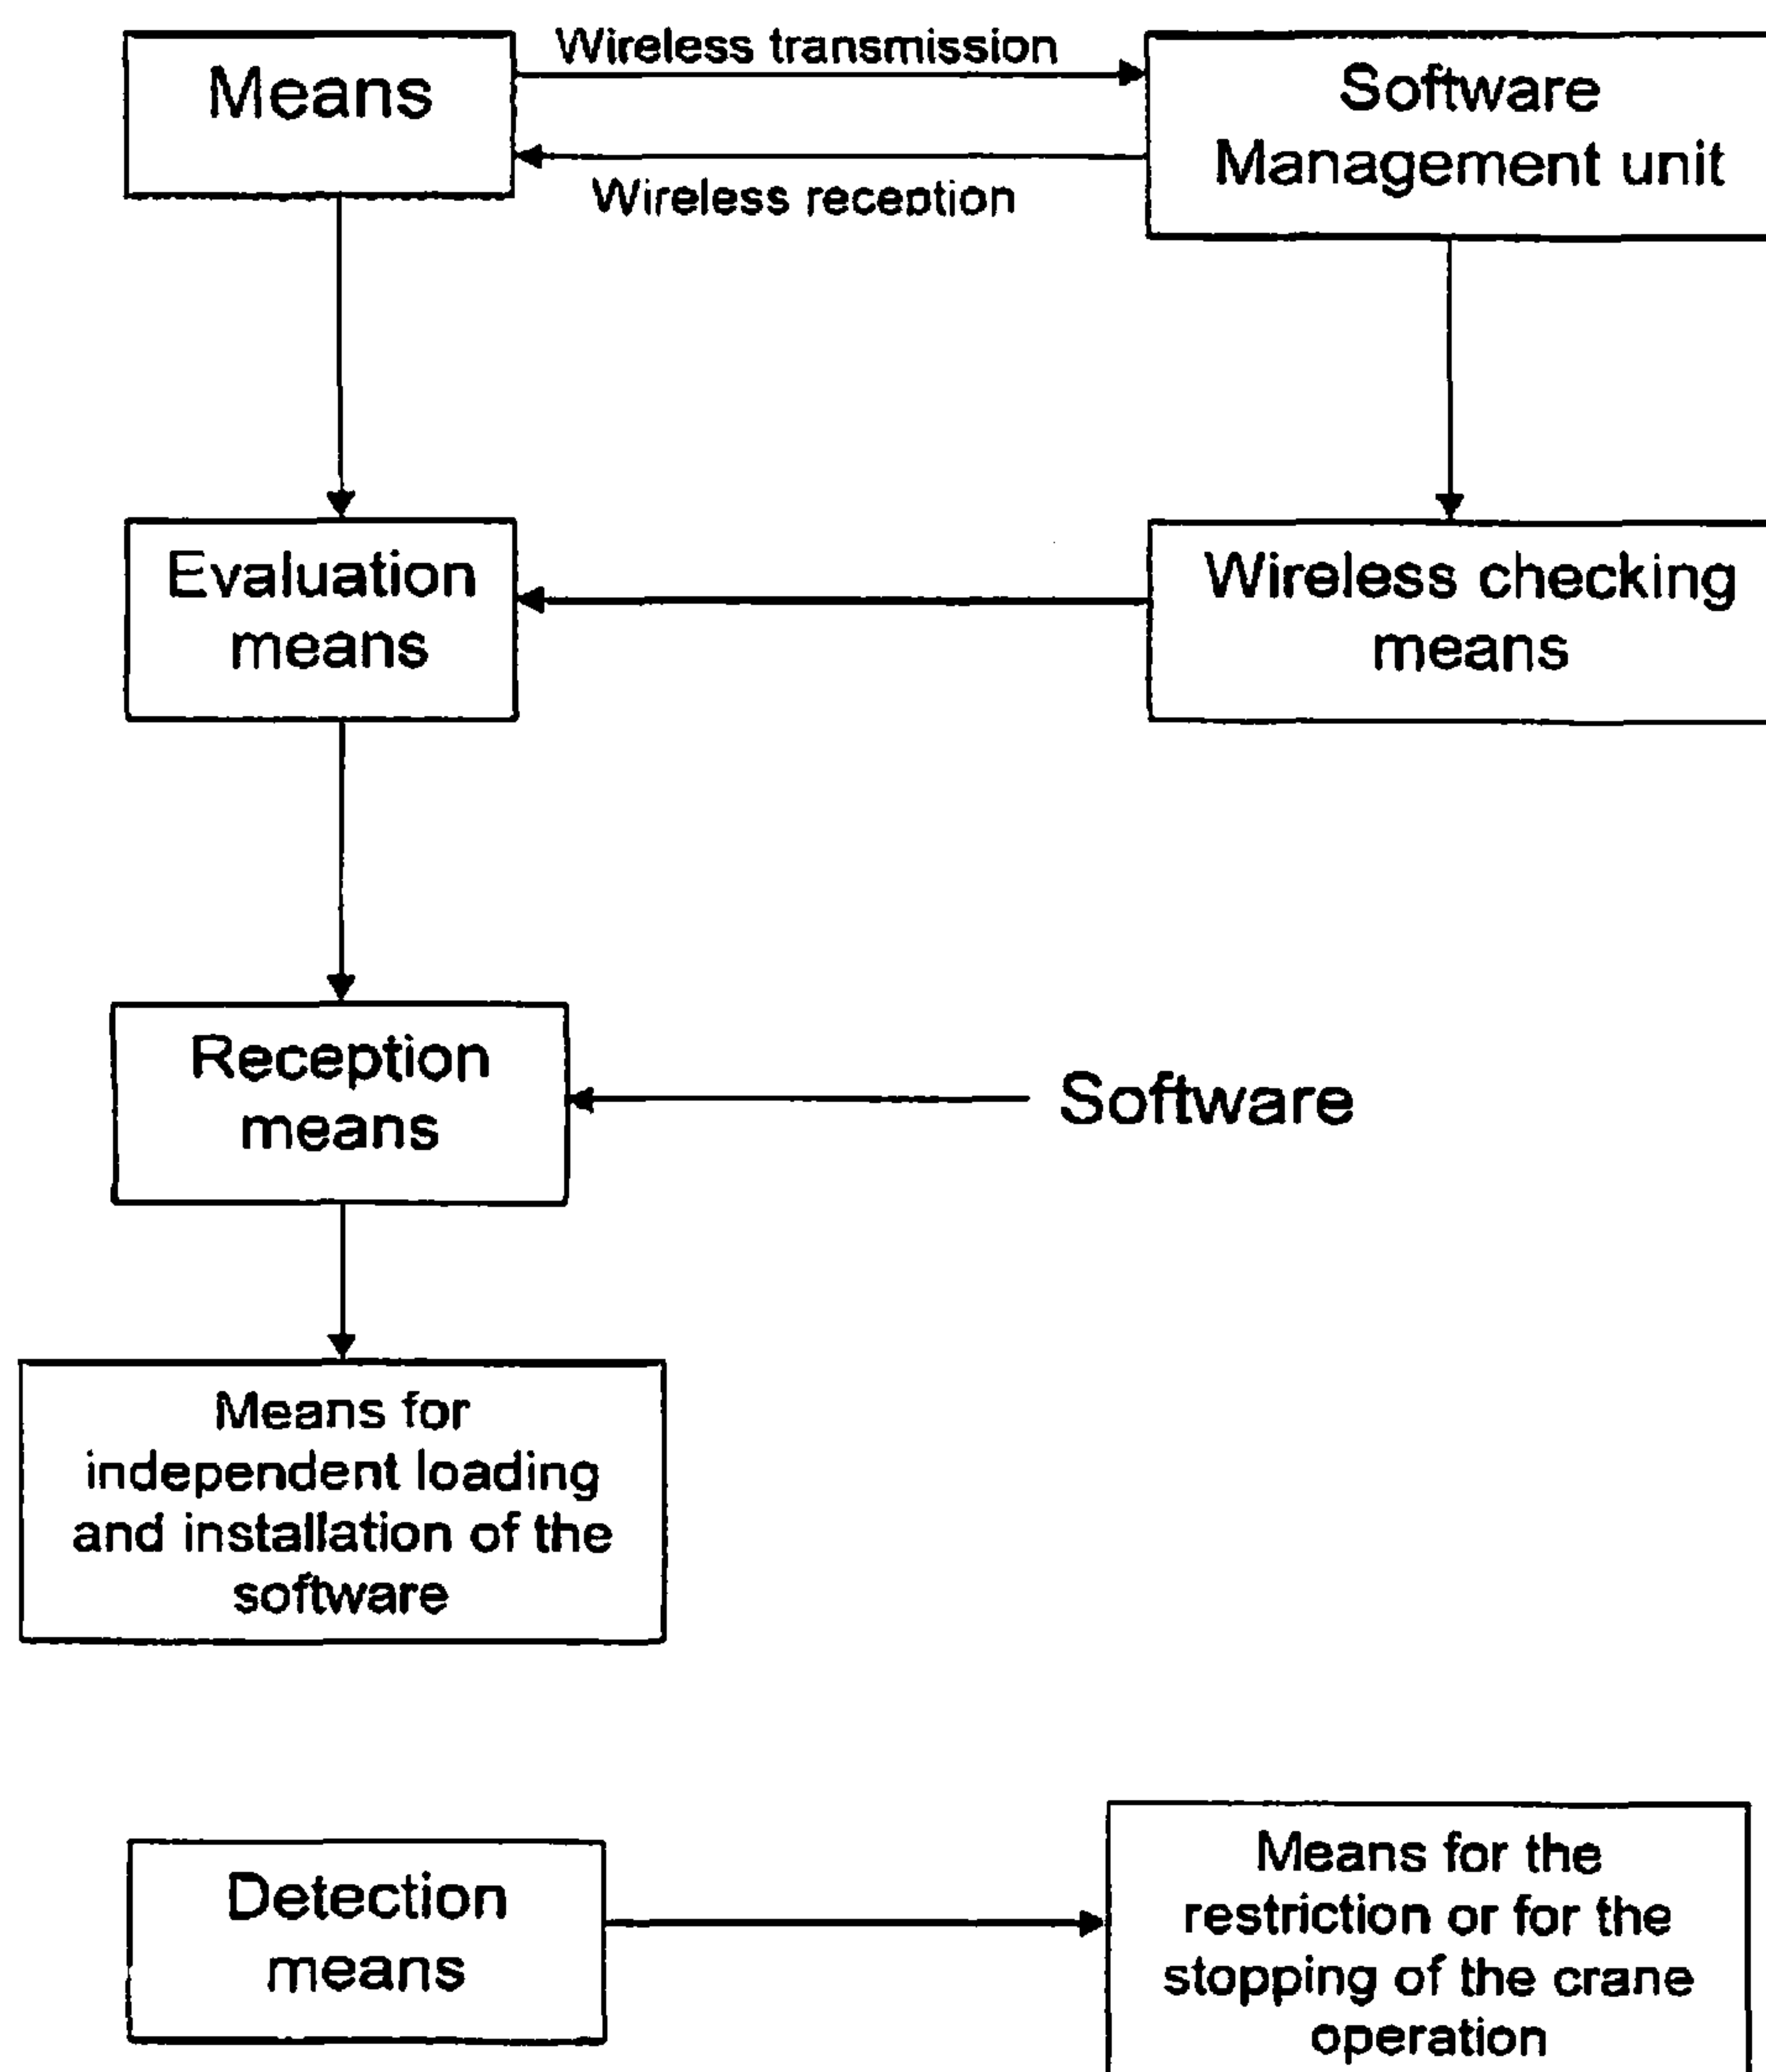 Means
Wireless transmission
Wireless reception
Software
Management unit
Evaluation
means
Wireless checking
means
Reception
means
Software
Means for
independent loading
and installation of the
software
Detection
means
Means for the
restriction or for the
stopping of the crane
operation